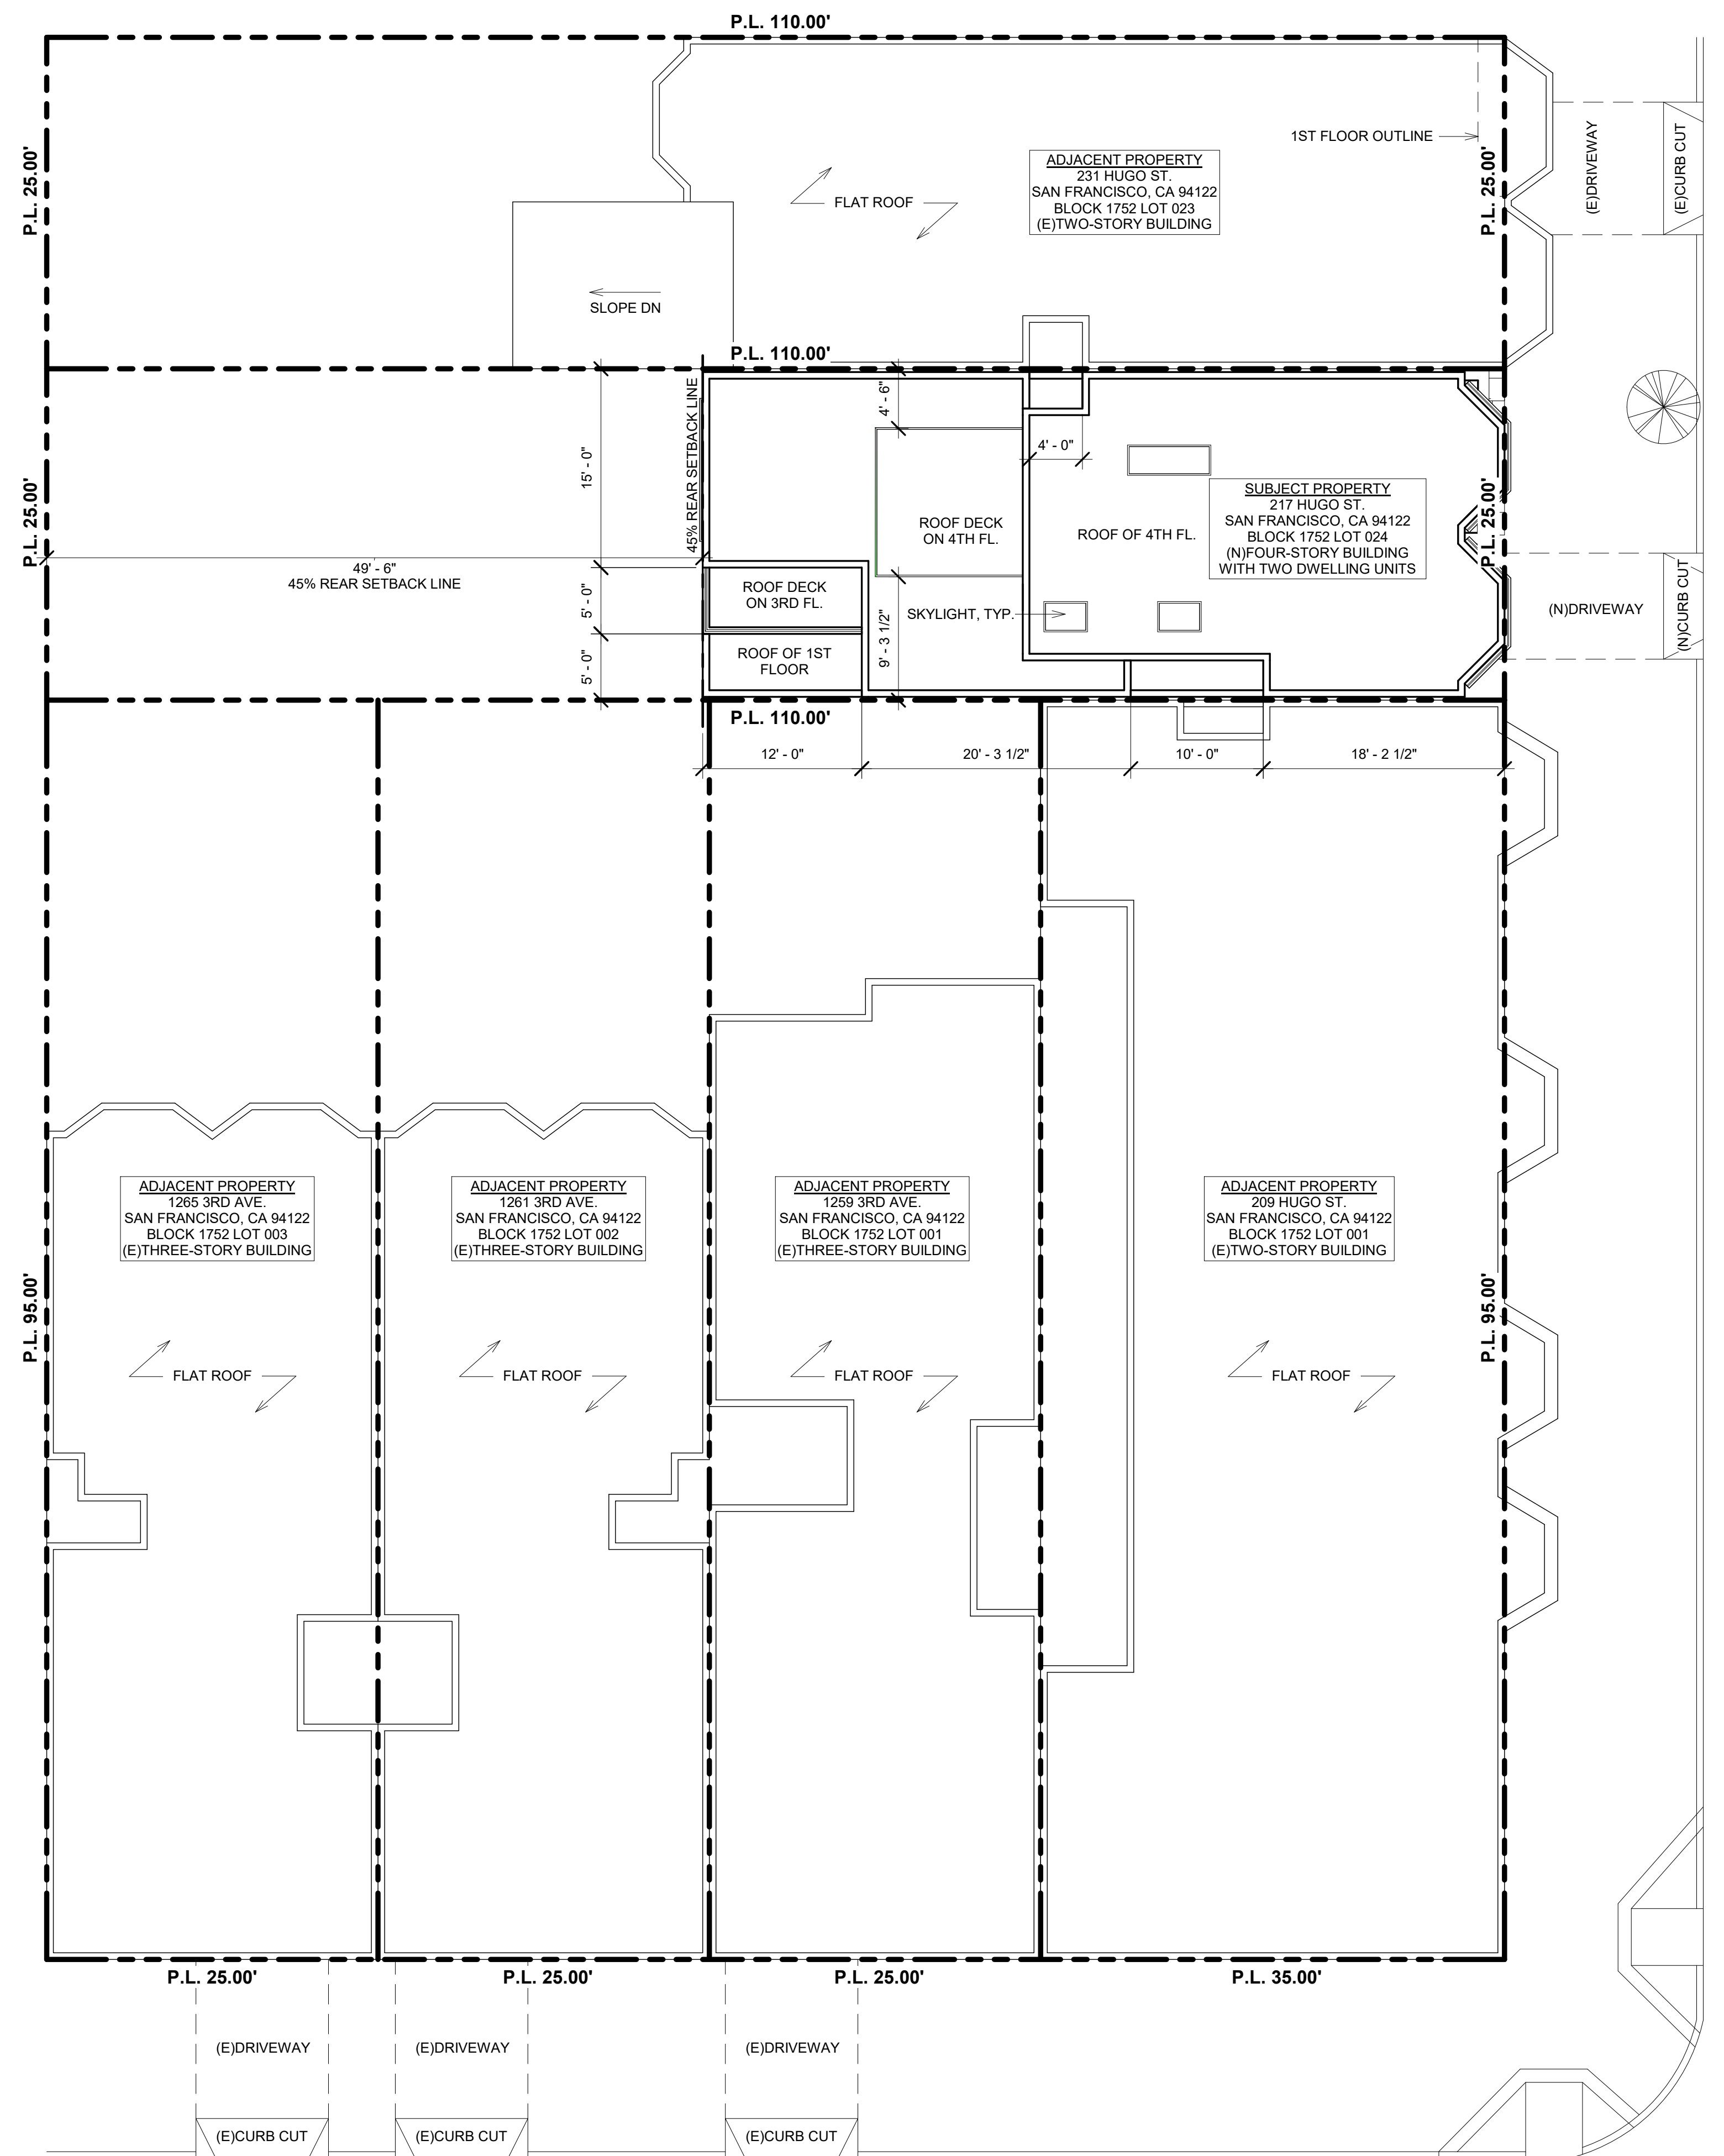 P.L. 110.00'
P.L. 25.00'
1ST FLOOR OUTLINE
P.L. 25.00'
(E)DRIVEWAY
(E)CURB CUT
ADJACENT PROPERTY
231 HUGO ST.
SAN FRANCISCO, CA 94122
BLOCK 1752 LOT 023
(E)TWO-STORY BUILDING
FLAT ROOF
SLOPE DN
P.L. 110.00'
P.L. 25.00'
15' - 0"
45% REAR SETBACK LINE
4' - 6"
4' - 0"
ROOF DECK
ON 4TH FL.
ROOF OF 4TH FL.
SUBJECT PROPERTY
217 HUGO ST.
SAN FRANCISCO, CA 94122
BLOCK 1752 LOT 024
(N)FOUR-STORY BUILDING
WITH TWO DWELLING UNITS
P.L. 25.00'
49' - 6"
45% REAR SETBACK LINE
5' - 0"
ROOF DECK
ON 3RD FL.
SKYLIGHT, TYP.
(N)DRIVEWAY
(N)CURB CUT
5' - 0"
ROOF OF 1ST
FLOOR
9' - 3 1/2"
P.L. 110.00'
12' - 0"
20' - 3 1/2"
10' - 0"
18' - 2 1/2"
ADJACENT PROPERTY
1265 3RD AVE.
SAN FRANCISCO, CA 94122
BLOCK 1752 LOT 003
(E)THREE-STORY BUILDING
ADJACENT PROPERTY
1261 3RD AVE.
SAN FRANCISCO, CA 94122
BLOCK 1752 LOT 002
(E)THREE-STORY BUILDING
ADJACENT PROPERTY
1259 3RD AVE.
SAN FRANCISCO, CA 94122
BLOCK 1752 LOT 001
(E)THREE-STORY BUILDING
ADJACENT PROPERTY
209 HUGO ST.
SAN FRANCISCO, CA 94122
BLOCK 1752 LOT 001
(E)TWO-STORY BUILDING
P.L. 95.00'
P.L. 95.00'
FLAT ROOF
FLAT ROOF
FLAT ROOF
FLAT ROOF
P.L. 25.00'
P.L. 25.00'
P.L. 25.00'
P.L. 35.00'
(E)DRIVEWAY
(E)DRIVEWAY
(E)DRIVEWAY
(E)CURB CUT
(E)CURB CUT
(E)CURB CUT